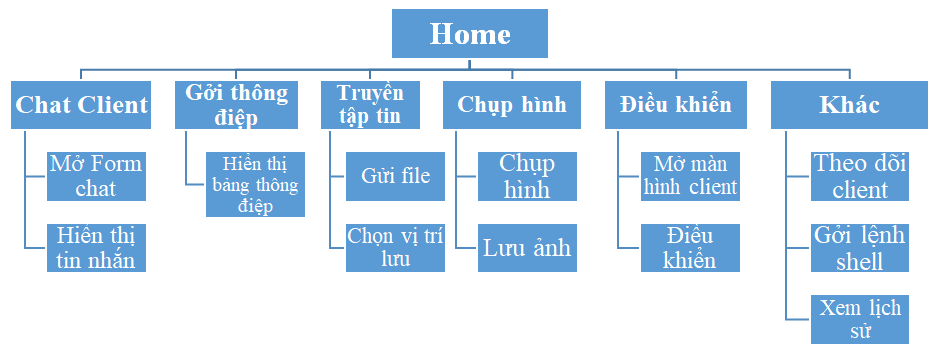 Home
Chat Client
Gởi thông
điệp
Truyền
tập tin
Chụp hình
Điều khiển
Khác
Mở Form
chat
Hiển thị
tin nhắn
Hiển thị
bảng thông
điệp
Gửi file
Chọn vị trí
lưu
Chụp
hình
Lưu ảnh
Mở màn
hình client
Điều
khiển
Theo dõi
client
Gởi lệnh
shell
Xem lịch
sử